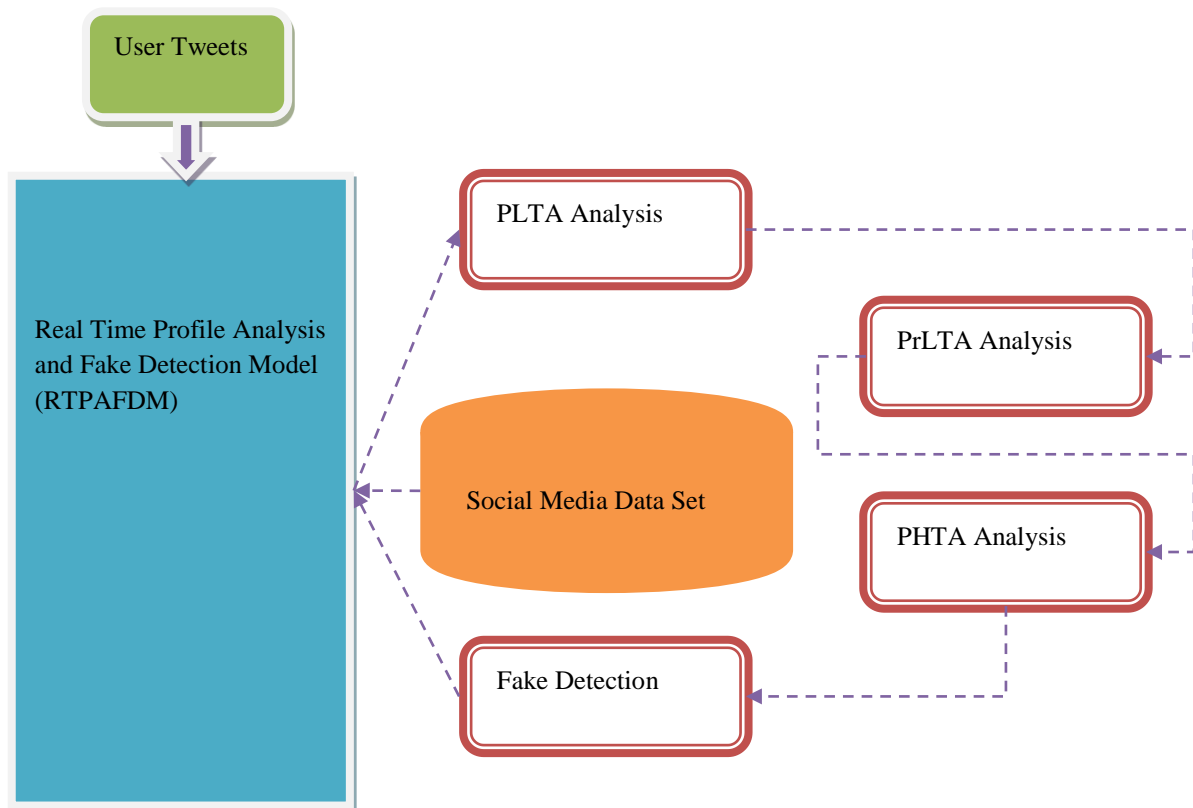 User Tweets
Real Time Profile Analysis
and Fake Detection Model
(RTPAFDM)
PLTA Analysis
PrLTA Analysis
Social Media Data Set
PHTA Analysis
Fake Detection